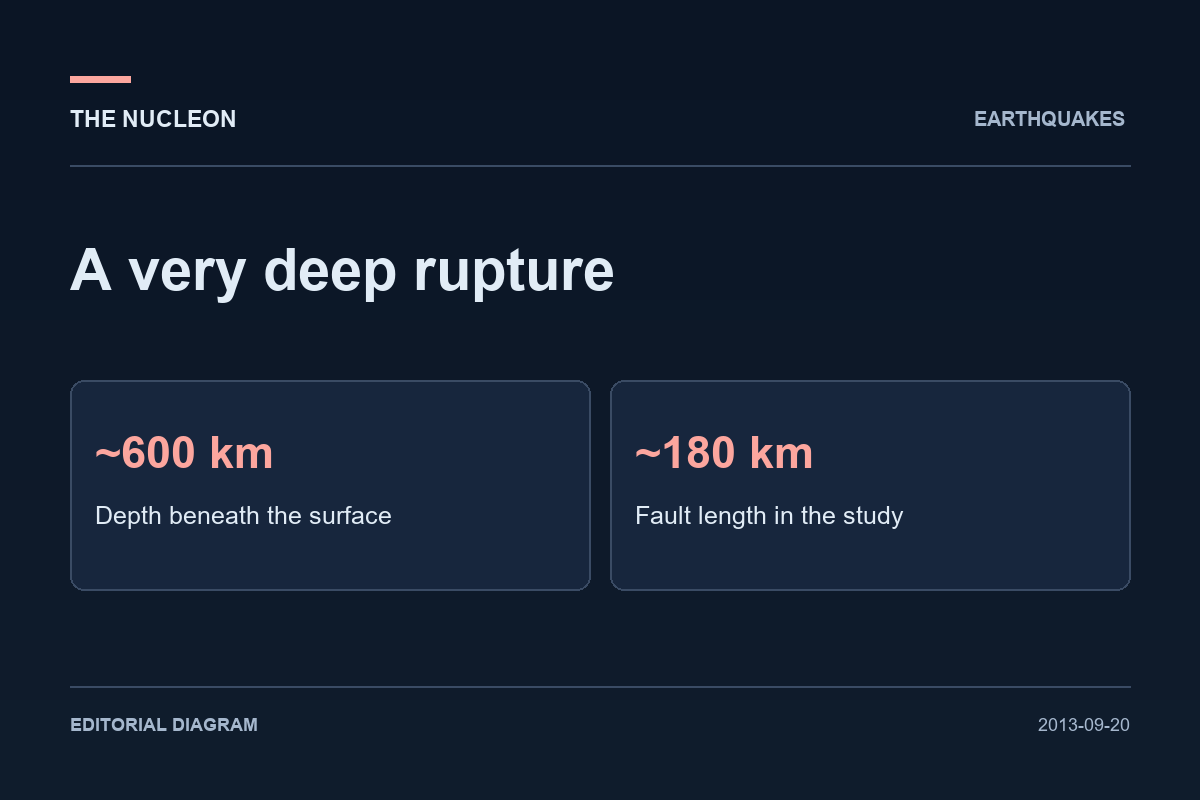 THE NUCLEON
EARTHQUAKES
A very deep rupture
~600 km
Depth beneath the surface
~180 km
Fault length in the study
EDITORIAL DIAGRAM
2013-09-20